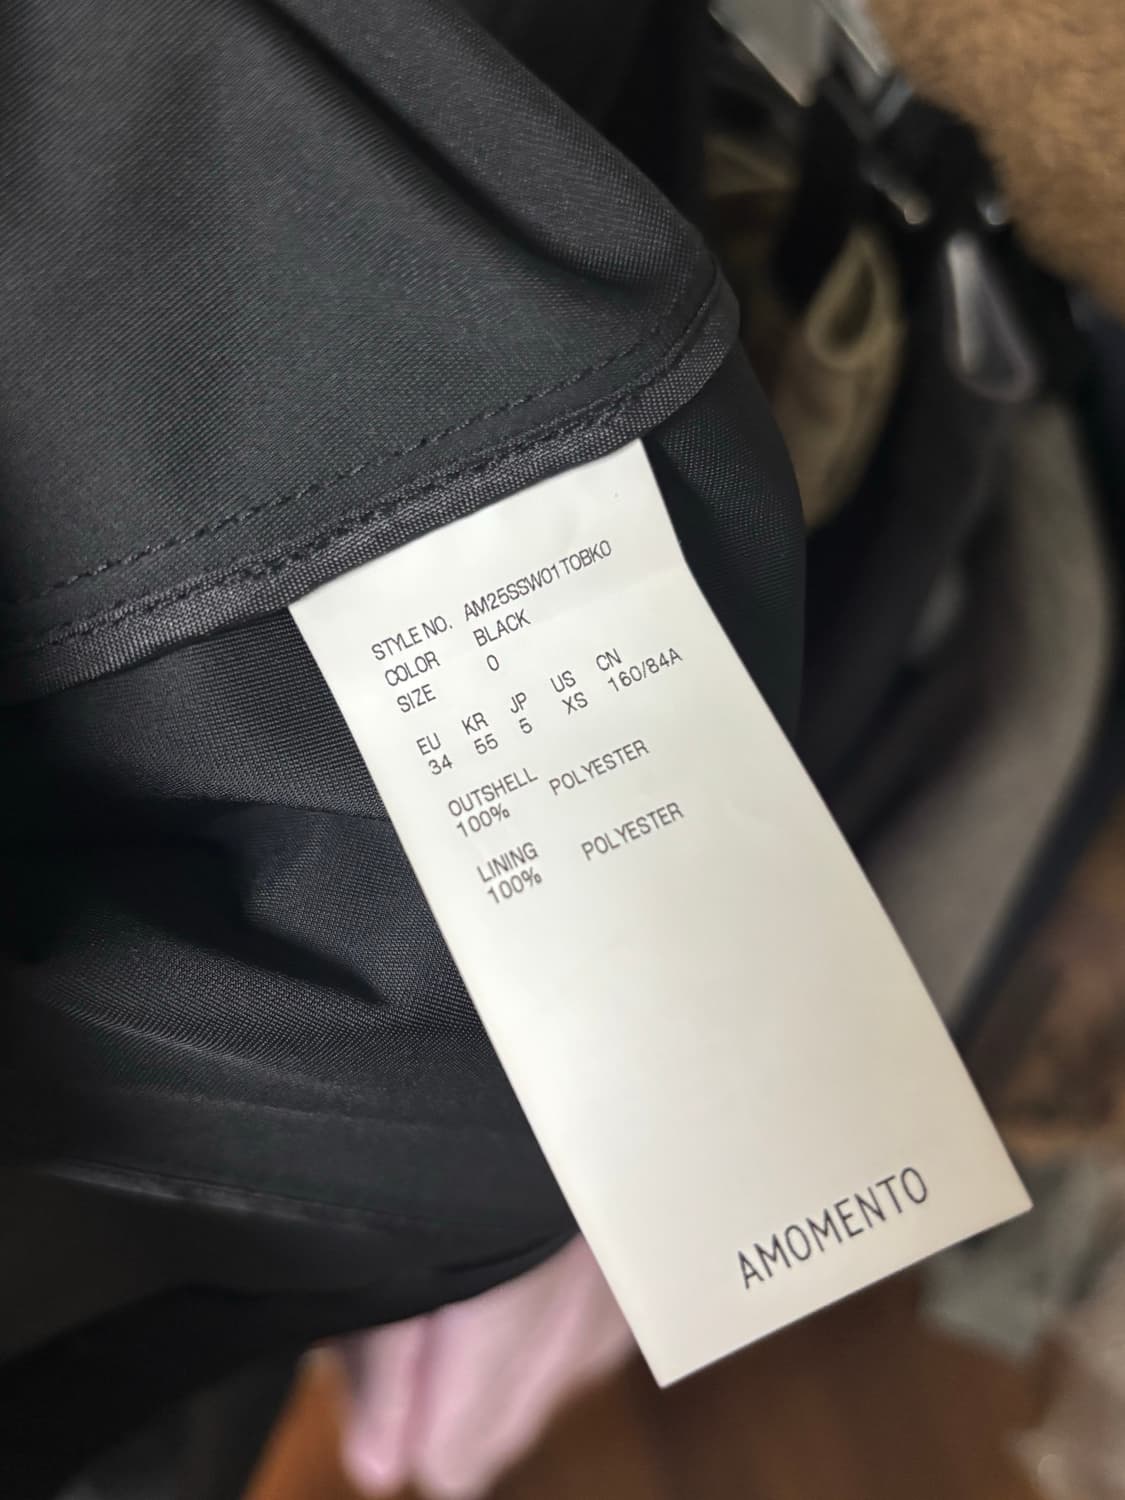 STYLE NO. AM25SSW01TOBK0
COLOR BLACK
SIZE 0
EU KR JP US CN
34 55 5 XS 160/84A
OUTSHELL
100% POLYESTER
LINING
100% POLYESTER
AMOMENTO